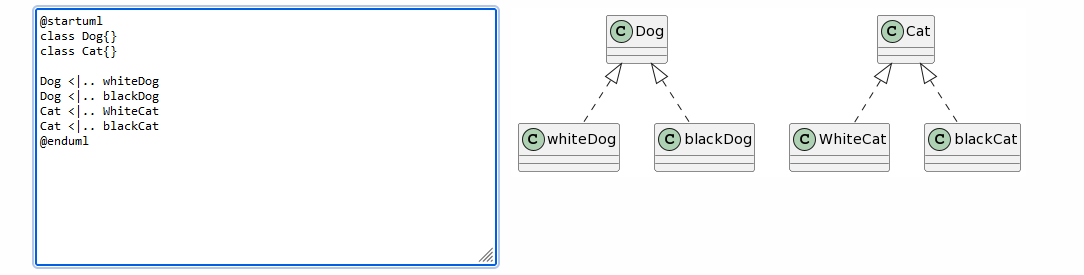 @startuml
class Dog{}
class Cat{}
Dog <|.. whiteDog
Dog <|.. blackDog
Cat <|.. WhiteCat
Cat <|.. blackCat
@enduml
C Dog
C Cat
C whiteDog
C blackDog
C WhiteCat
C blackCat